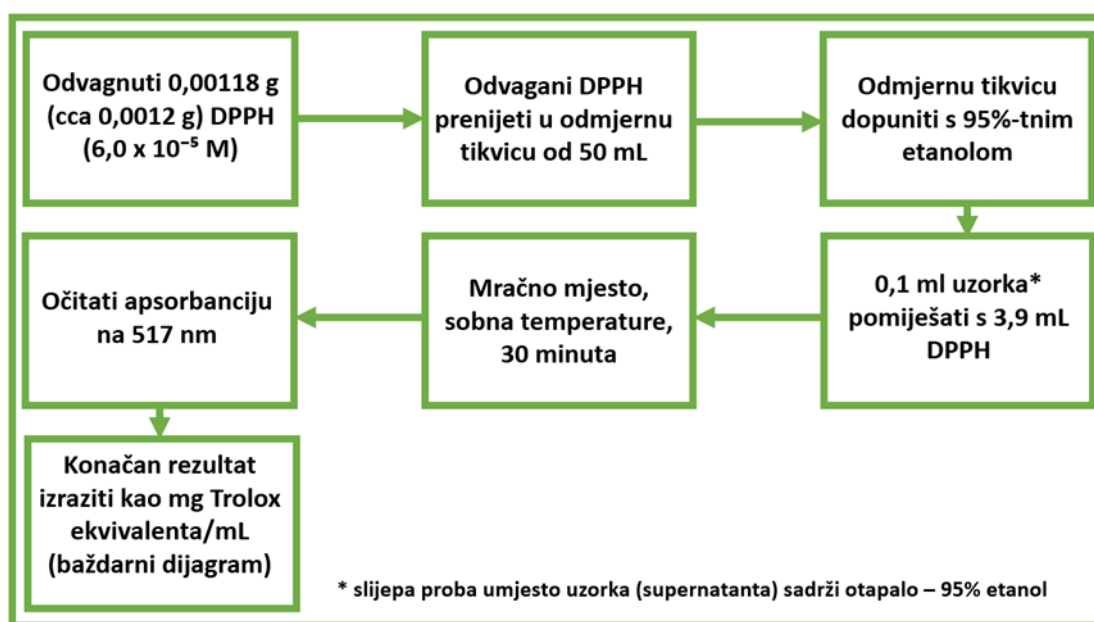 Odvagnuti 0,00118 g
(cca 0,0012 g) DPPH
(6,0 x 10⁻⁵ M)
Odvagani DPPH
prenijeti u odmjernu
tikvicu od 50 mL
Odmjernu tikvicu
dopuniti s 95%-tnim
etanolom
0,1 ml uzorka*
pomiješati s 3,9 mL
DPPH
Mračno mjesto,
sobna temperature,
30 minuta
Očitati apsorbanciju
na 517 nm
Konačan rezultat
izraziti kao mg Trolox
ekvivalenta/mL
(baždarni dijagram)
* slijepa proba umjesto uzorka (supernatanta) sadrži otapalo – 95% etanol